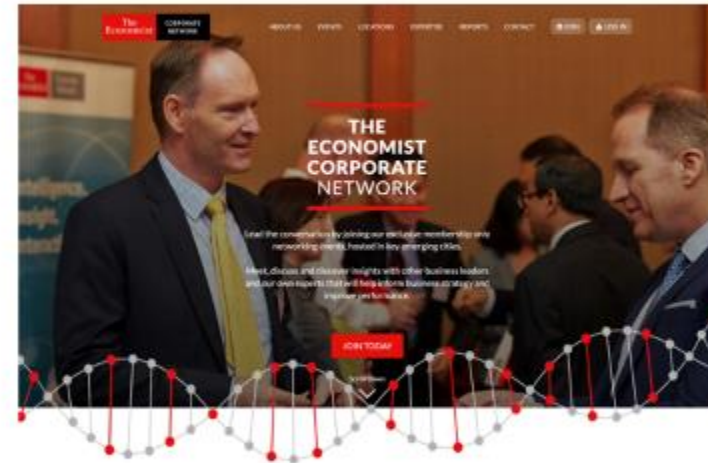 The
Economist
CORPORATE
NETWORK
ABOUT US EVENTS LOCATIONS EXPERTISE REPORTS CONTACT JOIN LOG IN
THE
ECONOMIST
CORPORATE
NETWORK
Lead the conversation by joining our exclusive membership only
networking events, hosted in key emerging cities.
Meet, discuss and discover insights with other business leaders
and our own experts that will help inform business strategy and
improve performance.
JOIN TODAY